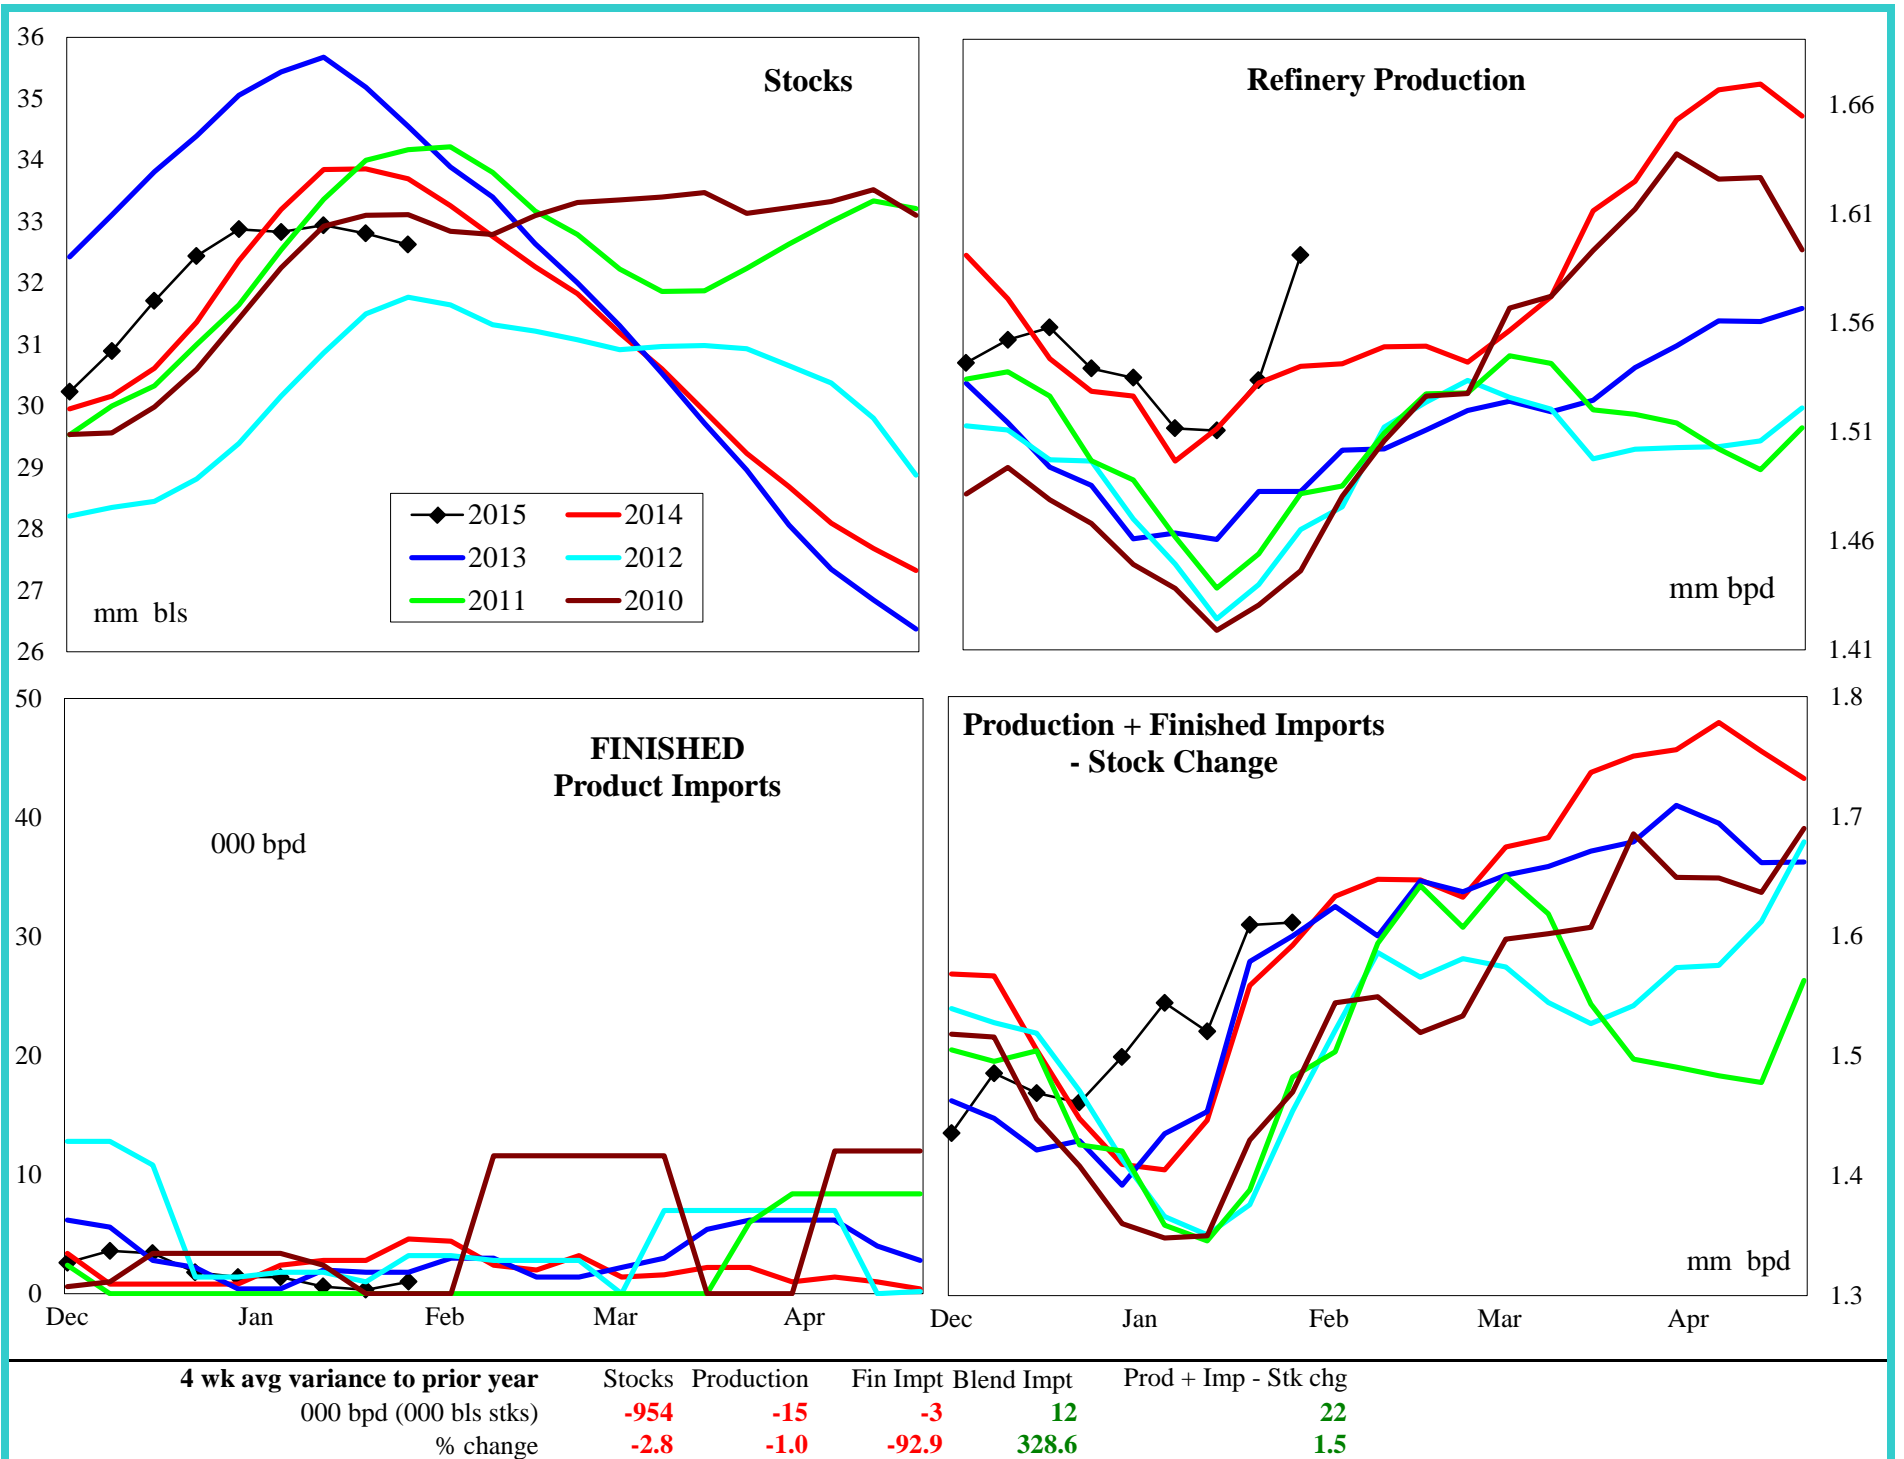 Stocks
36
35
34
33
32
31
30
29
28
27
26
2015 2014
2013 2012
2011 2010
mm bls
Refinery Production
1.66
1.61
1.56
1.51
1.46
1.41
mm bpd
FINISHED
Product Imports
50
40
30
20
10
0
000 bpd
Dec Jan Feb Mar Apr
Production + Finished Imports
- Stock Change
1.8
1.7
1.6
1.5
1.4
1.3
mm bpd
Dec Jan Feb Mar Apr
4 wk avg variance to prior year Stocks Production Fin Impt Blend Impt Prod + Imp - Stk chg
000 bpd (000 bls stks) -954 -15 -3 12 22
% change -2.8 -1.0 -92.9 328.6 1.5